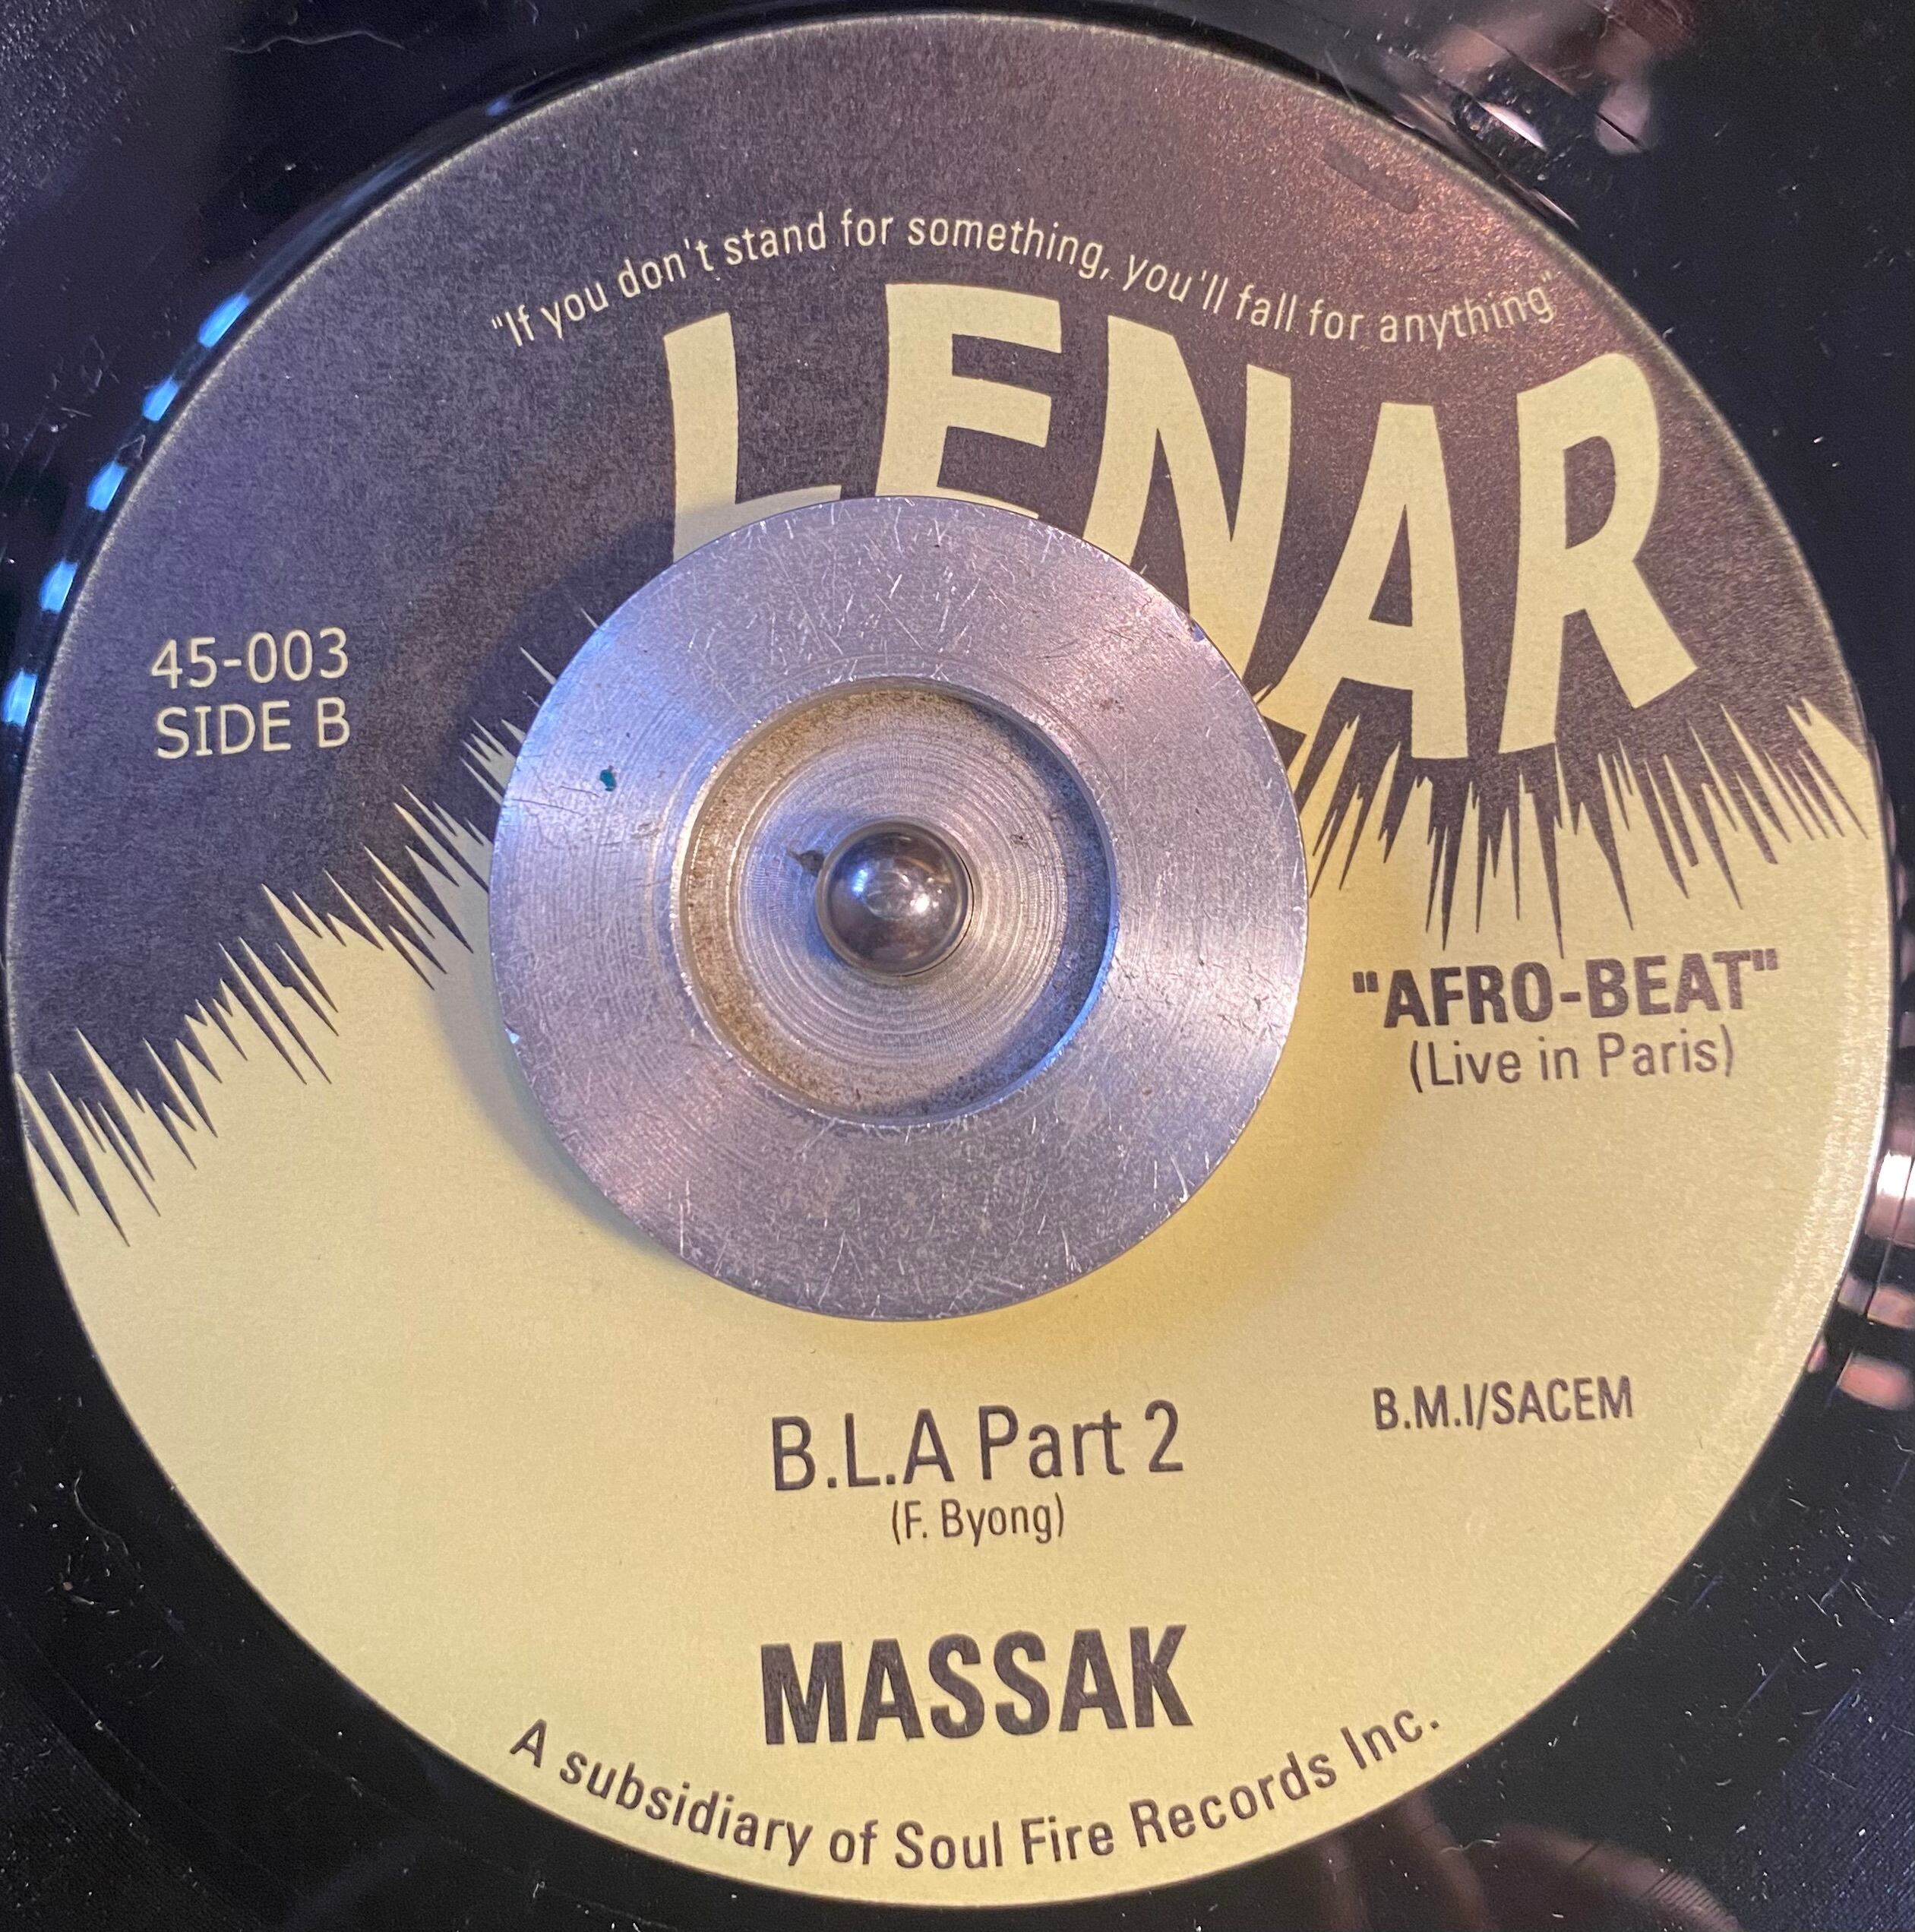 "If you don't stand for something, you'll fall for anything"
LENAR
45-003
SIDE B
"AFRO-BEAT"
(Live in Paris)
B.M.I/SACEM
B.L.A Part 2
(F. Byong)
MASSAK
A subsidiary of Soul Fire Records Inc.